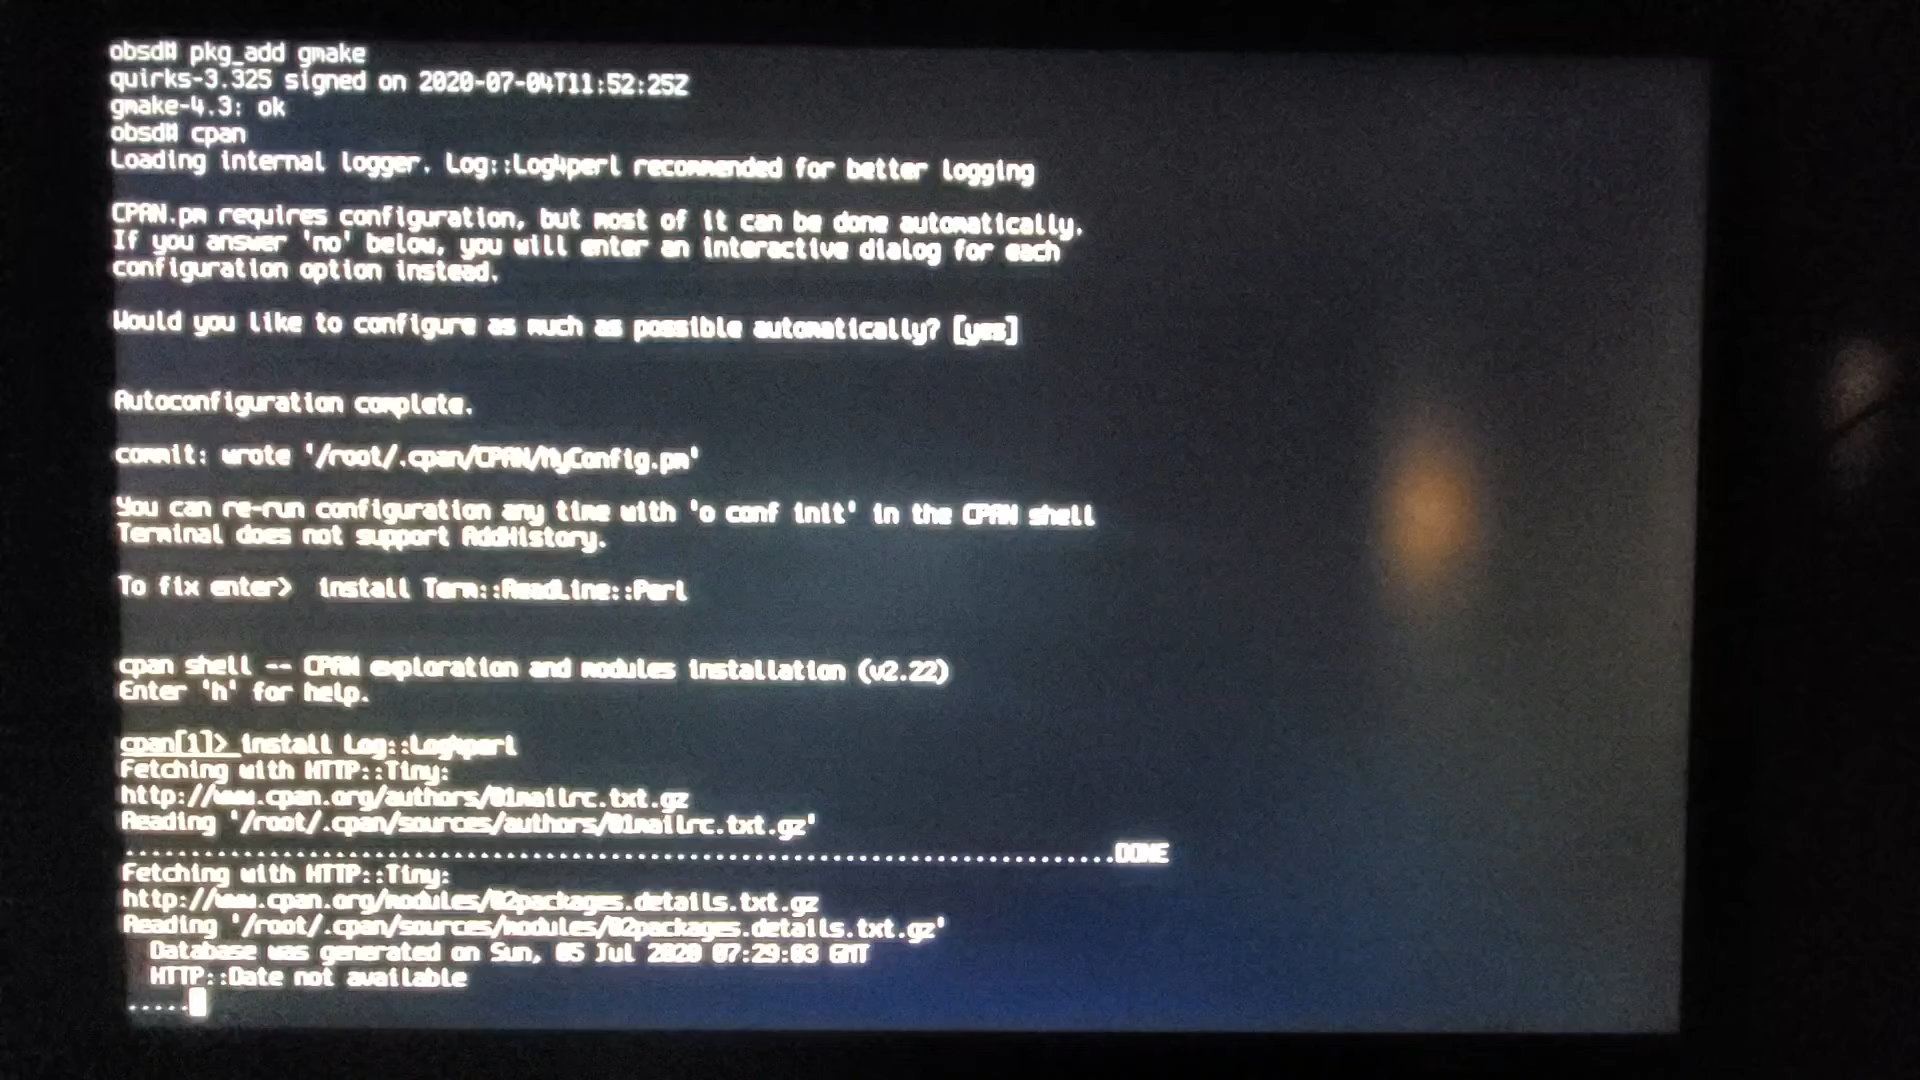 obsd# pkg_add gmake
quirks-3.325 signed on 2020-07-04T11:52:25Z
gmake-4.3: ok
obsd# cpan
Loading internal logger. Log::Log4perl recommended for better logging
CPAN.pm requires configuration, but most of it can be done automatically.
If you answer 'no' below, you will enter an interactive dialog for each
configuration option instead.
Would you like to configure as much as possible automatically? [yes]
Autoconfiguration complete.
commit: wrote '/root/.cpan/CPAN/MyConfig.pm'
You can re-run configuration any time with 'o conf init' in the CPAN shell
Terminal does not support AddHistory.
To fix enter>  install Term::ReadLine::Perl
cpan shell -- CPAN exploration and modules installation (v2.22)
Enter 'h' for help.
cpan[1]> install Log::Log4perl
Fetching with HTTP::Tiny:
http://www.cpan.org/authors/01mailrc.txt.gz
Reading '/root/.cpan/sources/authors/01mailrc.txt.gz'
............................................................................DONE
Fetching with HTTP::Tiny:
http://www.cpan.org/modules/02packages.details.txt.gz
Reading '/root/.cpan/sources/modules/02packages.details.txt.gz'
  Database was generated on Sun, 05 Jul 2020 07:29:03 GMT
  HTTP::Date not available
.....